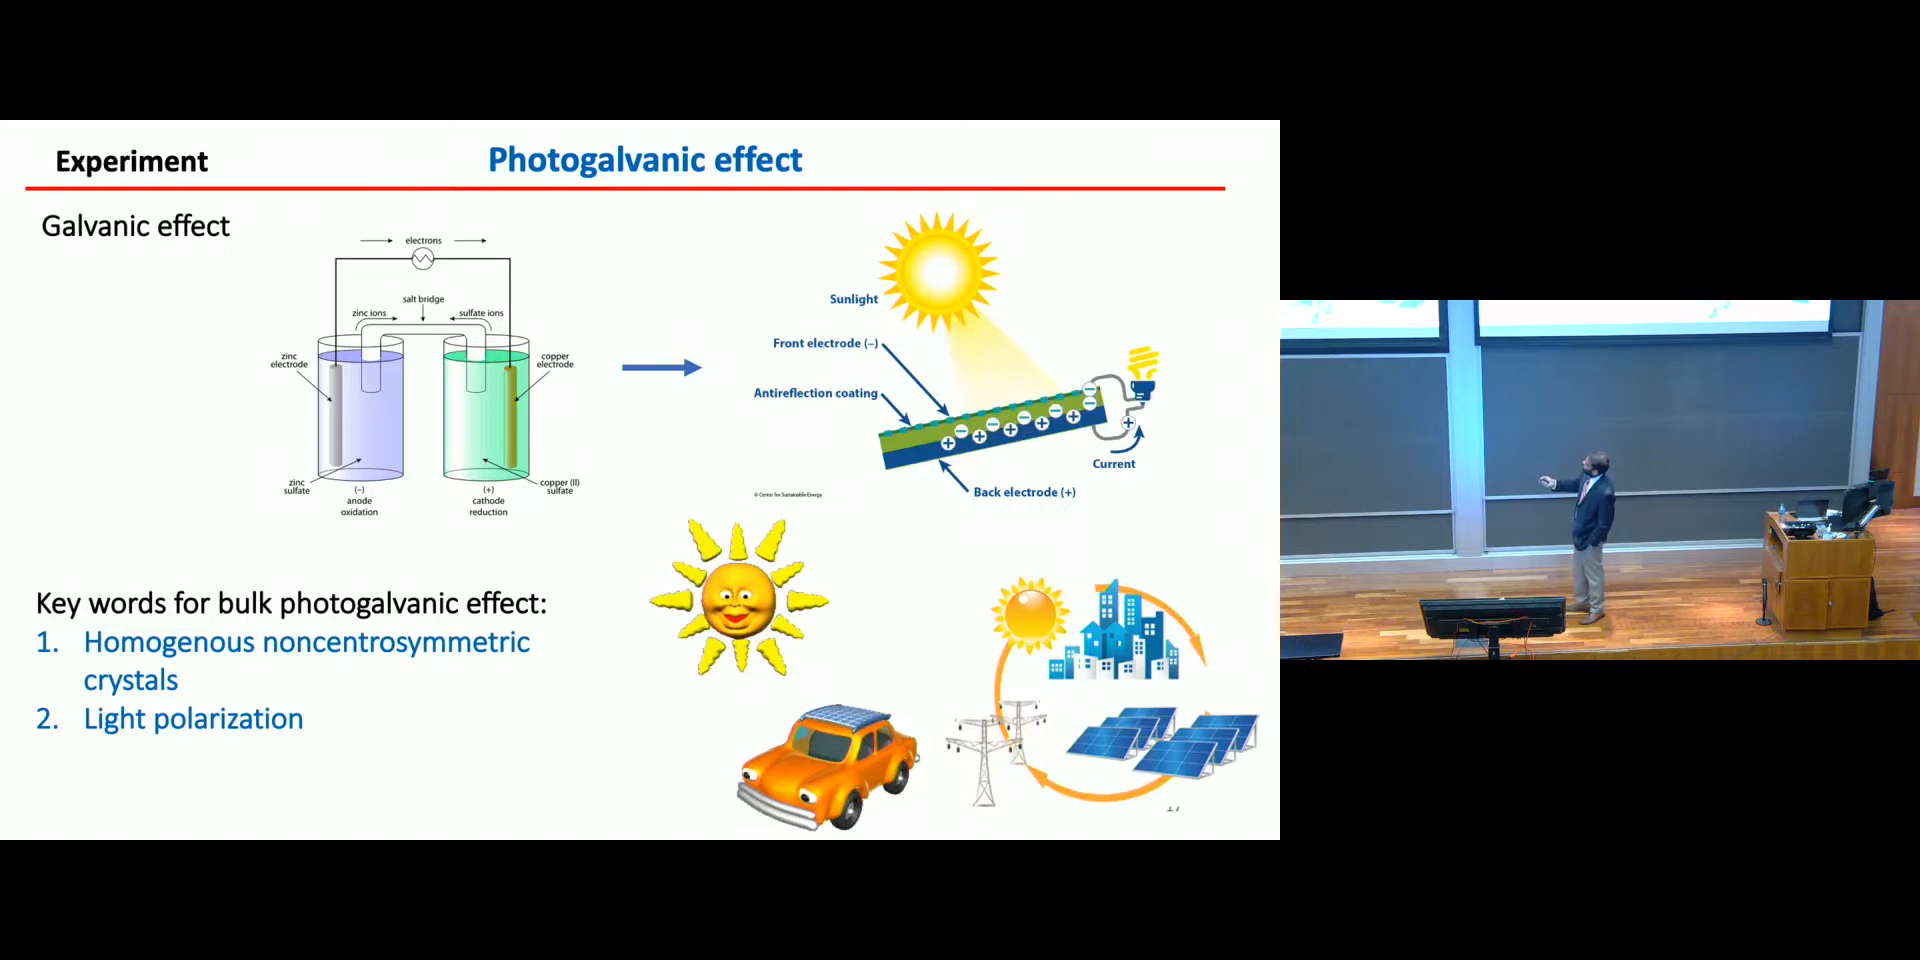 Experiment
Photogalvanic effect
Galvanic effect
electrons
salt bridge
zinc ions
sulfate ions
zinc
electrode
copper
electrode
zinc
sulfate
(−)
anode
oxidation
(+)
cathode
reduction
copper (II)
sulfate
Sunlight
Front electrode (−)
Antireflection coating
Current
Back electrode (+)
© Center for Sustainable Energy
Key words for bulk photogalvanic effect:
1. Homogenous noncentrosymmetric
crystals
2. Light polarization